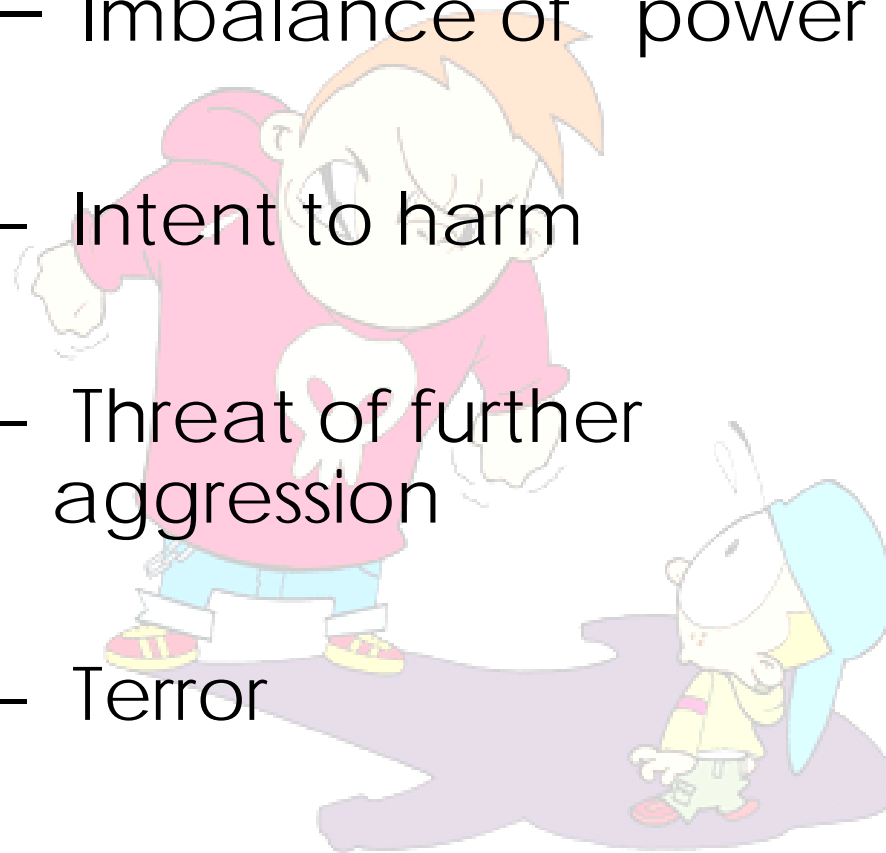 – Imbalance of power
– Intent to harm
– Threat of further
aggression
– Terror